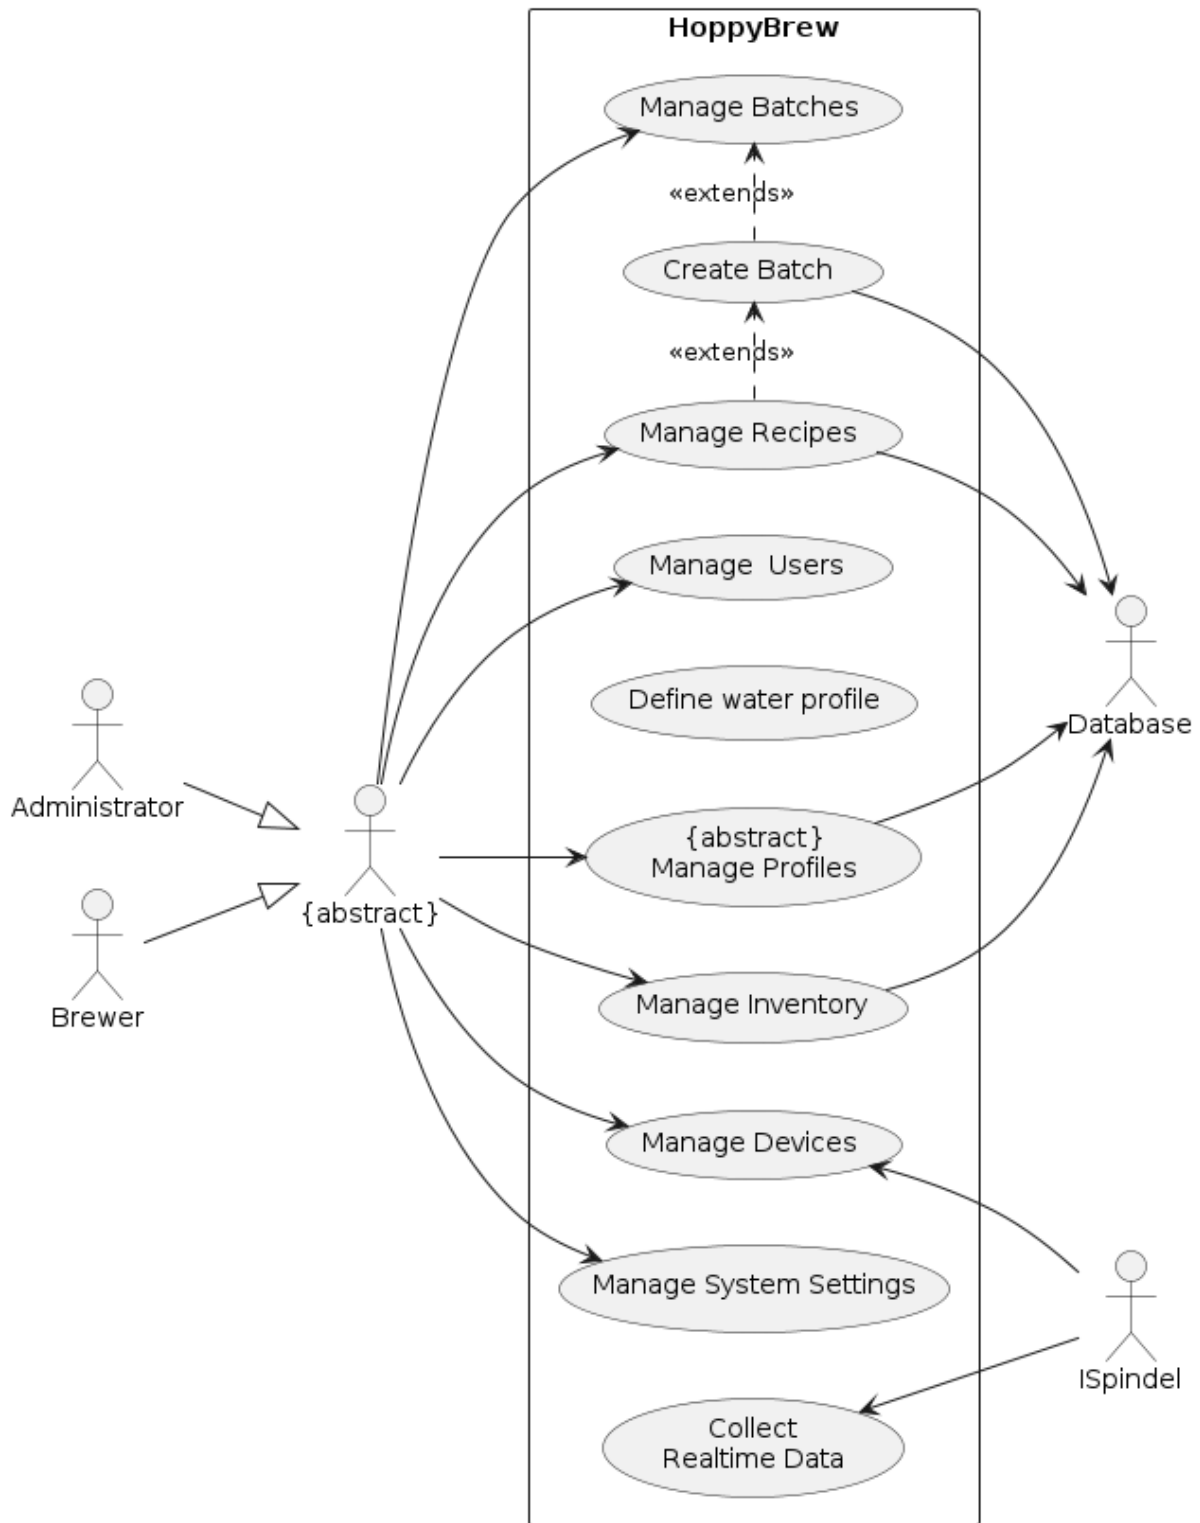 HoppyBrew
Manage Batches
«extends»
Create Batch
«extends»
Manage Recipes
Manage  Users
Define water profile
Database
Administrator
{abstract}
Manage Profiles
{abstract}
Brewer
Manage Inventory
Manage Devices
Manage System Settings
ISpindel
Collect
Realtime Data